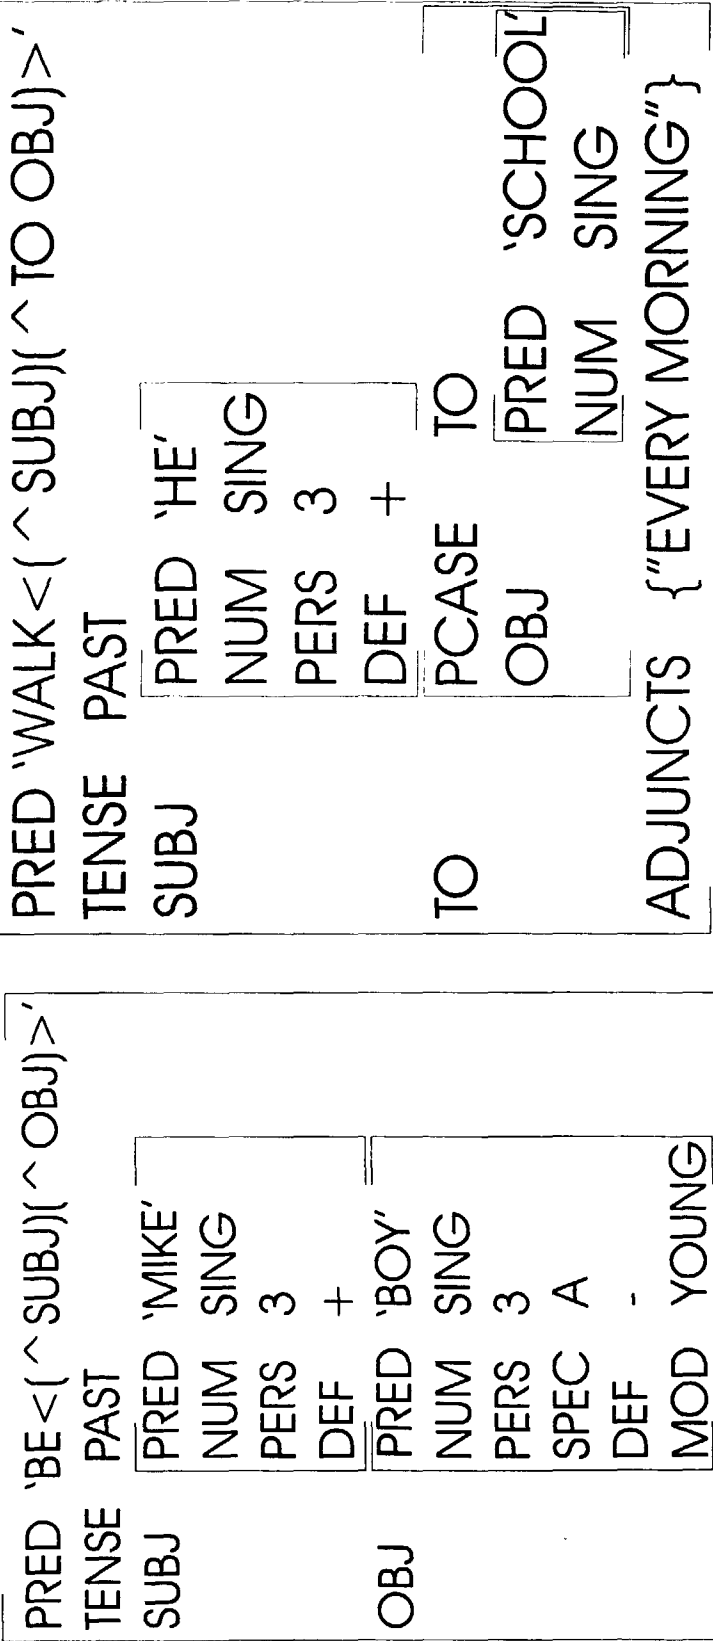 PRED 'BE<(^SUBJ)(^OBJ)>'
TENSE PAST
SUBJ PRED 'MIKE'
NUM SING
PERS 3
DEF +
OBJ PRED 'BOY'
NUM SING
PERS 3
SPEC A
DEF -
MOD YOUNG
PRED 'WALK<(^SUBJ)(^TO OBJ)>'
TENSE PAST
SUBJ PRED 'HE'
NUM SING
PERS 3
DEF +
TO PCASE TO
OBJ PRED 'SCHOOL'
NUM SING
ADJUNCTS {"EVERY MORNING"}